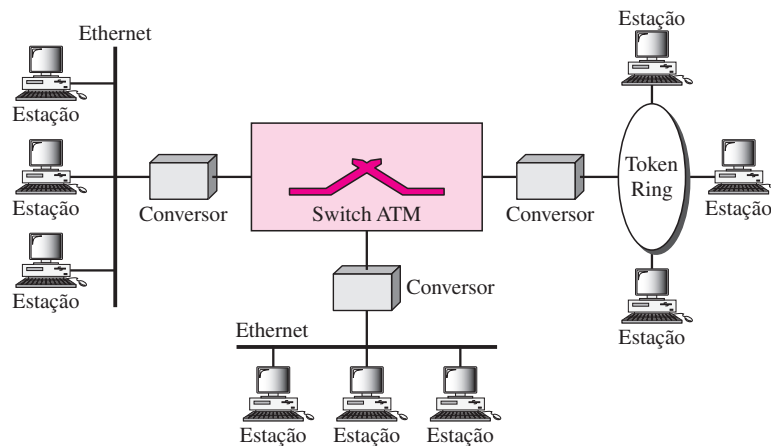 Ethernet
Estação
Estação
Estação
Conversor
Switch ATM
Conversor
Ethernet
Estação
Estação
Estação
Conversor
Estação
Token
Ring
Estação
Estação